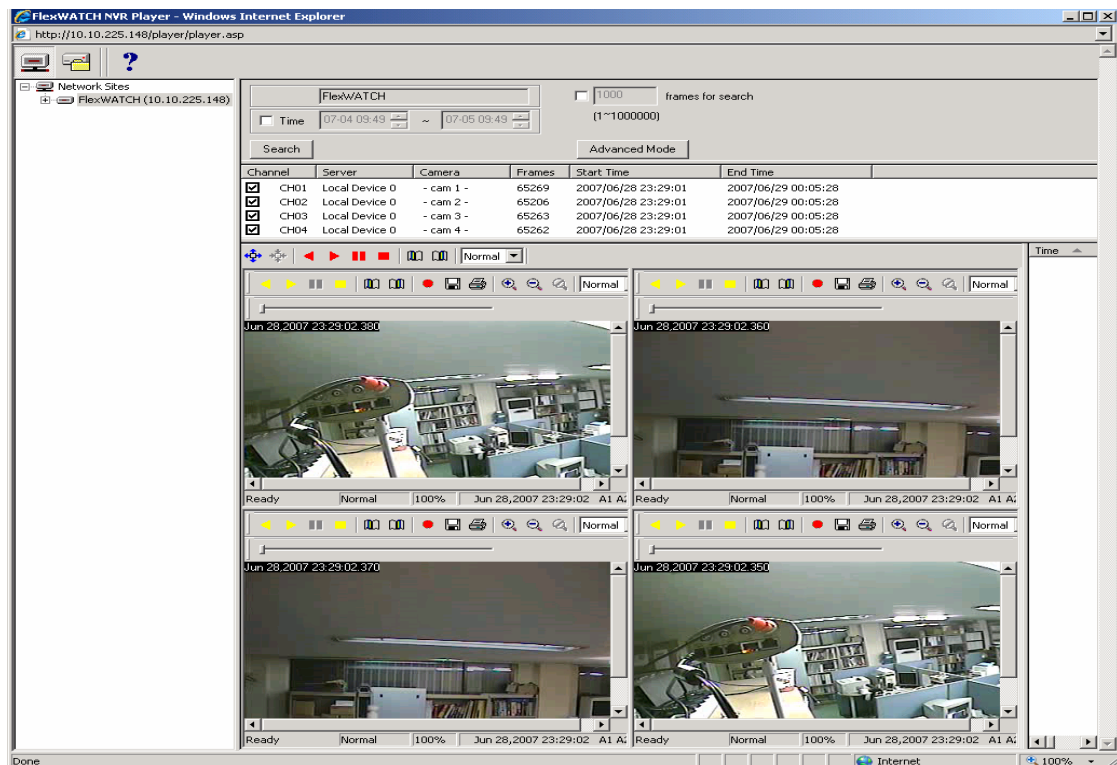 FlexWATCH NVR Player - Windows Internet Explorer
http://10.10.225.148/player/player.asp
?
Network Sites
FlexWATCH (10.10.225.148)
FlexWATCH
1000 frames for search
Time 07-04 09:49 ~ 07-05 09:49
(1~1000000)
Search Advanced Mode
Channel Server Camera Frames Start Time End Time
CH01 Local Device 0 - cam 1 - 65269 2007/06/28 23:29:01 2007/06/29 00:05:28
CH02 Local Device 0 - cam 2 - 65206 2007/06/28 23:29:01 2007/06/29 00:05:28
CH03 Local Device 0 - cam 3 - 65263 2007/06/28 23:29:01 2007/06/29 00:05:28
CH04 Local Device 0 - cam 4 - 65262 2007/06/28 23:29:01 2007/06/29 00:05:28
Normal
Time
Normal
Normal
Jun 28,2007 23:29:02.380
Jun 28,2007 23:29:02.360
Ready Normal 100% Jun 28,2007 23:29:02 A1
Ready Normal 100% Jun 28,2007 23:29:02 A1
Normal
Normal
Jun 28,2007 23:29:02.370
Jun 28,2007 23:29:02.350
Ready Normal 100% Jun 28,2007 23:29:02 A1
Ready Normal 100% Jun 28,2007 23:29:02 A1
Done Internet 100%